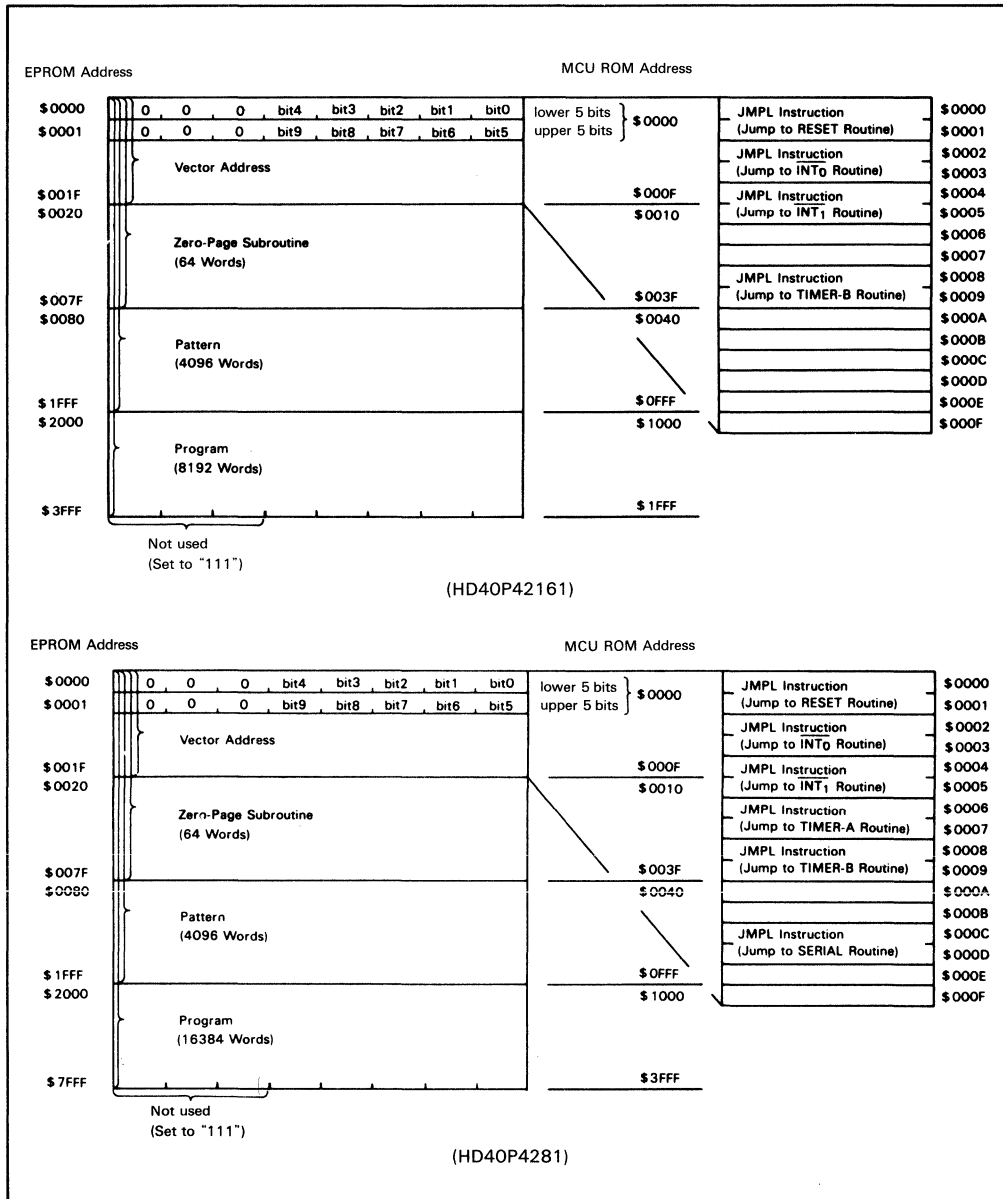 EPROM Address MCU ROM Address
$0000 0 0 0 bit4 bit3 bit2 bit1 bit0 lower 5 bits $0000 JMPL Instruction $0000
$0001 0 0 0 bit9 bit8 bit7 bit6 bit5 upper 5 bits (Jump to RESET Routine) $0001
JMPL Instruction $0002
Vector Address (Jump to INT0 Routine) $0003
$001F $000F JMPL Instruction $0004
$0020 $0010 (Jump to INT1 Routine) $0005
$0006
Zero-Page Subroutine $0007
(64 Words) JMPL Instruction $0008
$007F $003F (Jump to TIMER-B Routine) $0009
$0080 $0040 $000A
$000B
Pattern $000C
(4096 Words) $000D
$1FFF $0FFF $000E
$2000 $1000 $000F
Program
(8192 Words)
$3FFF $1FFF
Not used
(Set to "111")
(HD40P42161)
EPROM Address MCU ROM Address
$0000 0 0 0 bit4 bit3 bit2 bit1 bit0 lower 5 bits $0000 JMPL Instruction $0000
$0001 0 0 0 bit9 bit8 bit7 bit6 bit5 upper 5 bits (Jump to RESET Routine) $0001
JMPL Instruction $0002
Vector Address (Jump to INT0 Routine) $0003
$001F $000F JMPL Instruction $0004
$0020 $0010 (Jump to INT1 Routine) $0005
JMPL Instruction $0006
Zero-Page Subroutine (Jump to TIMER-A Routine) $0007
(64 Words) JMPL Instruction $0008
$007F $003F (Jump to TIMER-B Routine) $0009
$0080 $0040 $000A
$000B
Pattern JMPL Instruction $000C
(4096 Words) (Jump to SERIAL Routine) $000D
$1FFF $0FFF $000E
$2000 $1000 $000F
Program
(16384 Words)
$7FFF $3FFF
Not used
(Set to "111")
(HD40P4281)